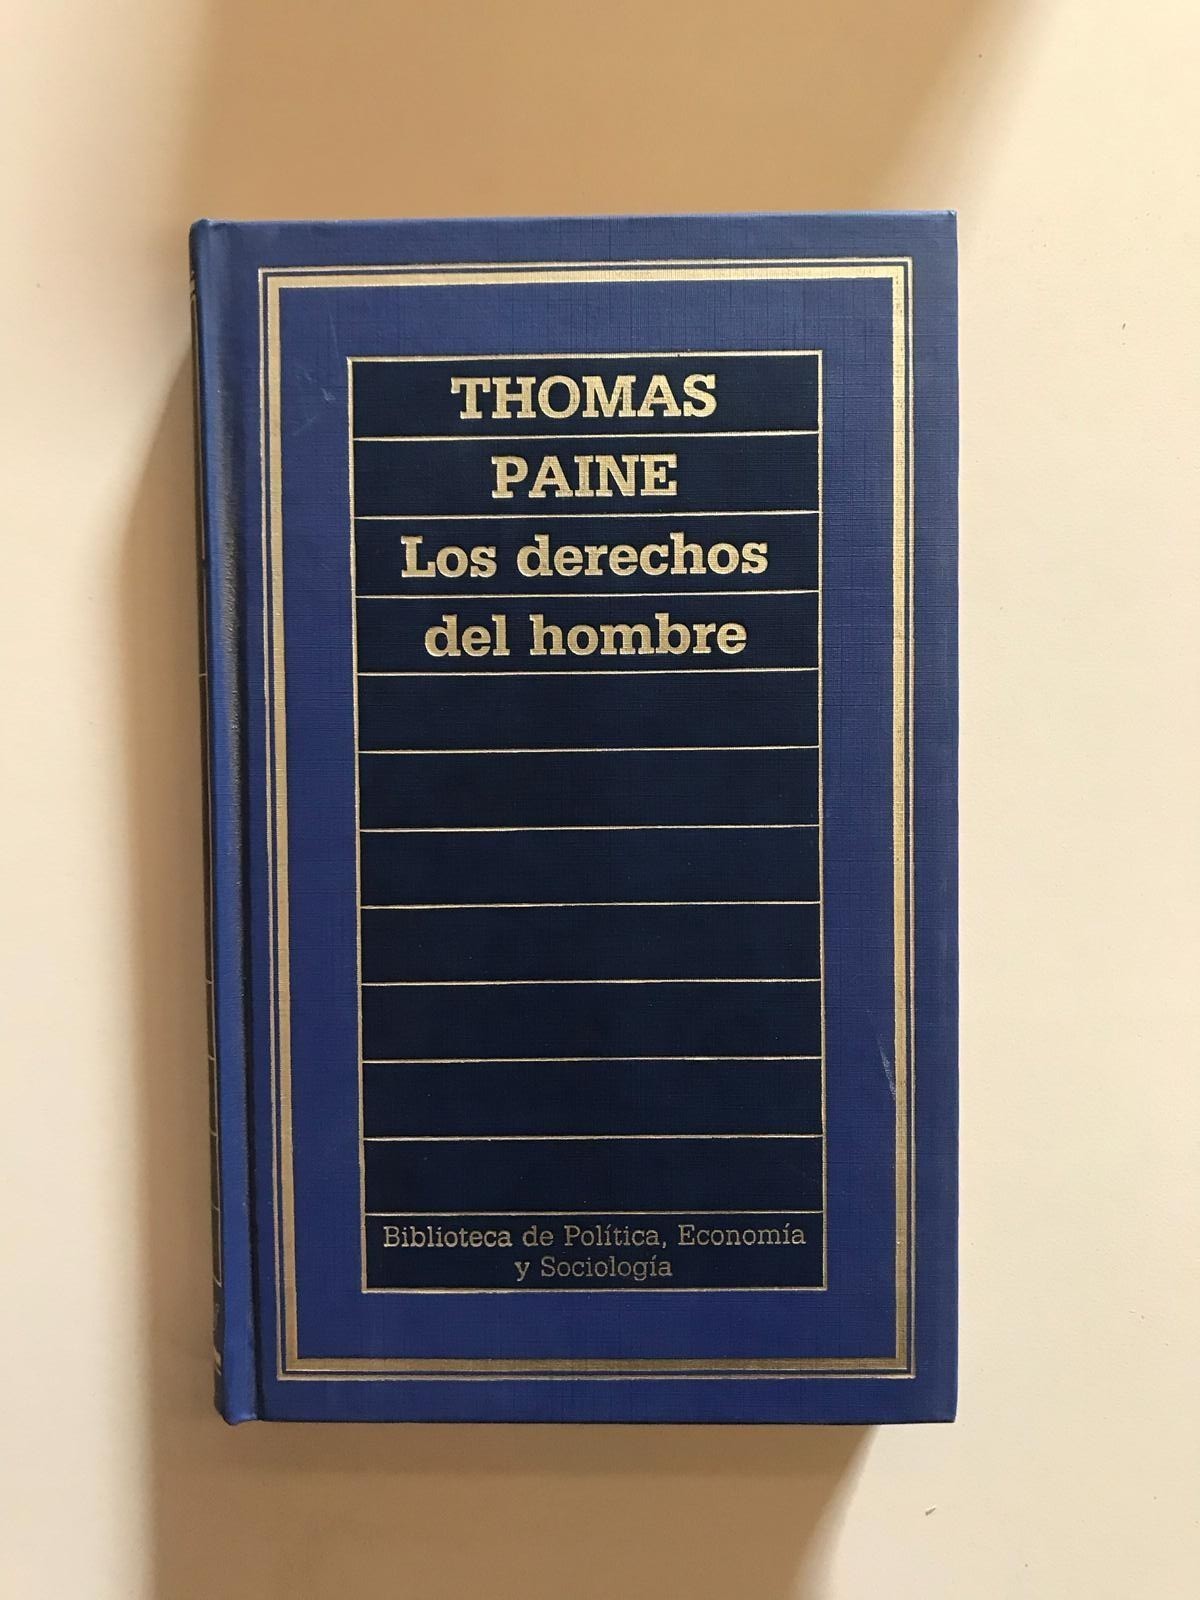 THOMAS
PAINE
Los derechos
del hombre
Biblioteca de Política, Economía
y Sociología